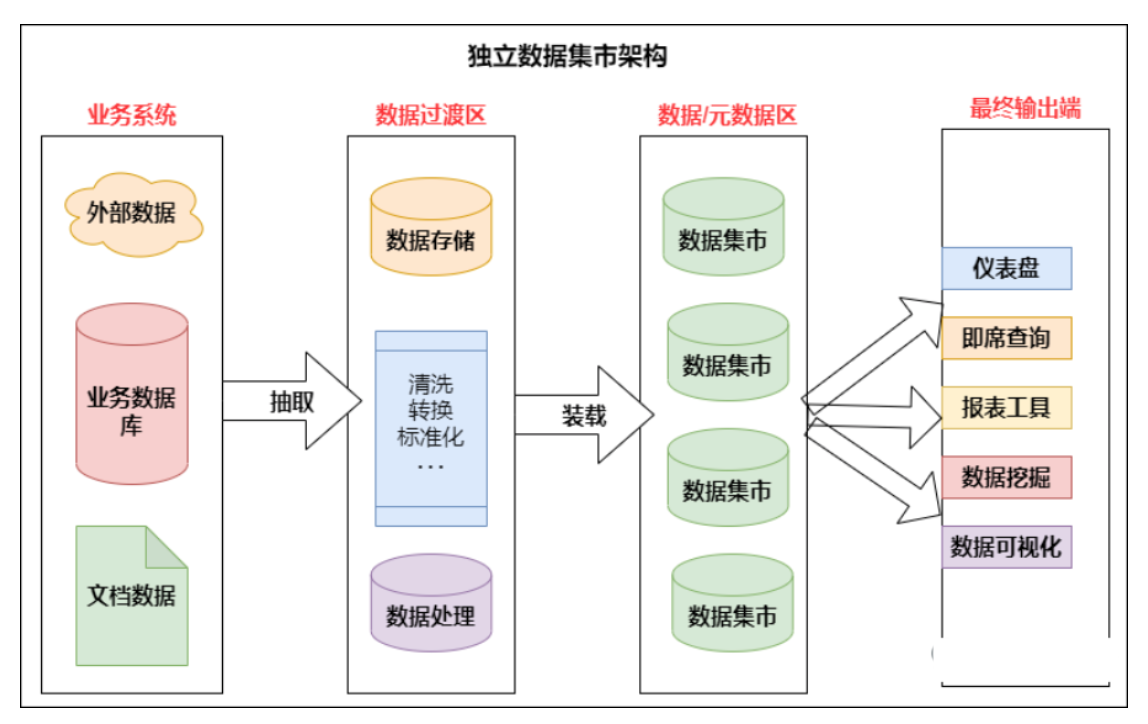 独立数据集市架构
业务系统
数据过渡区
数据/元数据区
最终输出端
外部数据
业务数据
库
文档数据
抽取
数据存储
清洗
转换
标准化
...
数据处理
装载
数据集市
数据集市
数据集市
数据集市
仪表盘
即席查询
报表工具
数据挖掘
数据可视化